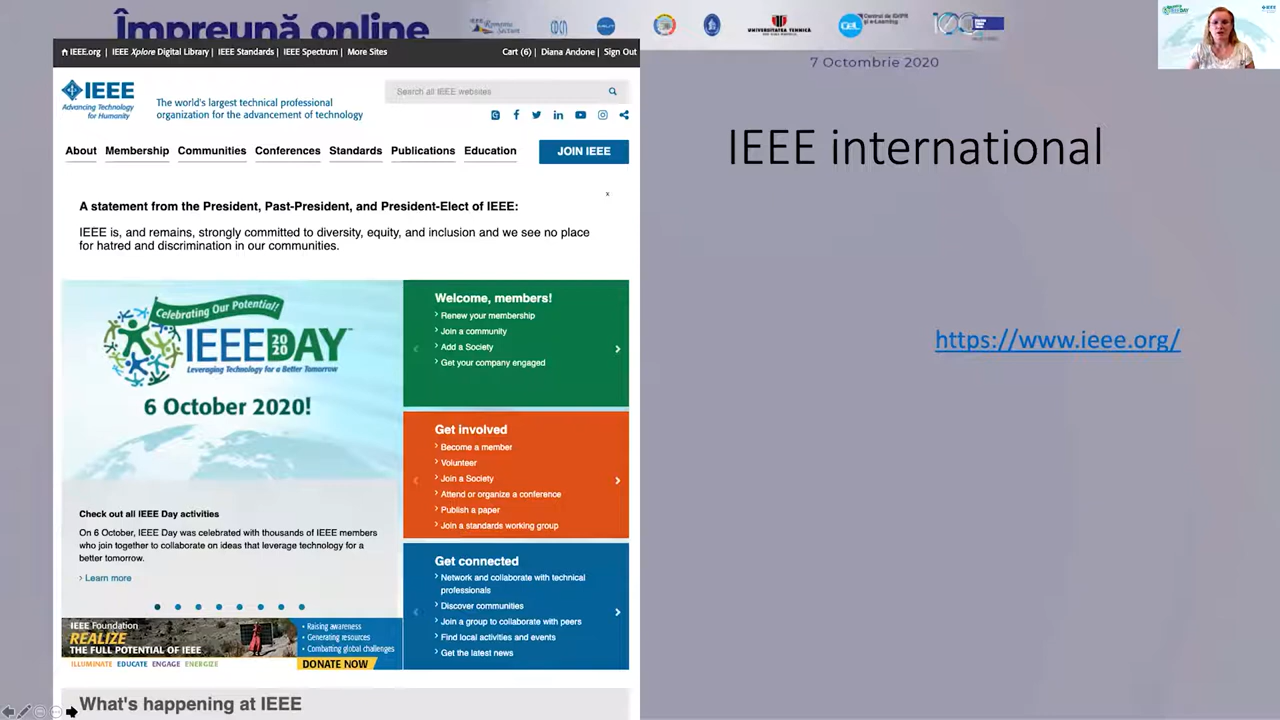 Împreună online
UNIVERSITATEA TEHNICA
Centrul de ID/IFR
și e-Learning
7 Octombrie 2020
IEEE.org | IEEE Xplore Digital Library | IEEE Standards | IEEE Spectrum | More Sites
Cart (6) | Diana Andone | Sign Out
IEEE
Advancing Technology
for Humanity
The world's largest technical professional
organization for the advancement of technology
Search all IEEE websites
About Membership Communities Conferences Standards Publications Education JOIN IEEE
x
A statement from the President, Past-President, and President-Elect of IEEE:
IEEE is, and remains, strongly committed to diversity, equity, and inclusion and we see no place
for hatred and discrimination in our communities.
Celebrating Our Potential!
IEEE 2020 DAY™
Leveraging Technology for a Better Tomorrow
6 October 2020!
Check out all IEEE Day activities
On 6 October, IEEE Day was celebrated with thousands of IEEE members
who join together to collaborate on ideas that leverage technology for a
better tomorrow.
› Learn more
Welcome, members!
› Renew your membership
› Join a community
› Add a Society
› Get your company engaged
Get involved
› Become a member
› Volunteer
› Join a Society
› Attend or organize a conference
› Publish a paper
› Join a standards working group
Get connected
› Network and collaborate with technical
professionals
› Discover communities
› Join a group to collaborate with peers
› Find local activities and events
› Get the latest news
IEEE Foundation
REALIZE
THE FULL POTENTIAL OF IEEE
ILLUMINATE EDUCATE ENGAGE ENERGIZE
• Raising awareness
• Generating resources
• Combating global challenges
DONATE NOW
What's happening at IEEE
IEEE international
https://www.ieee.org/